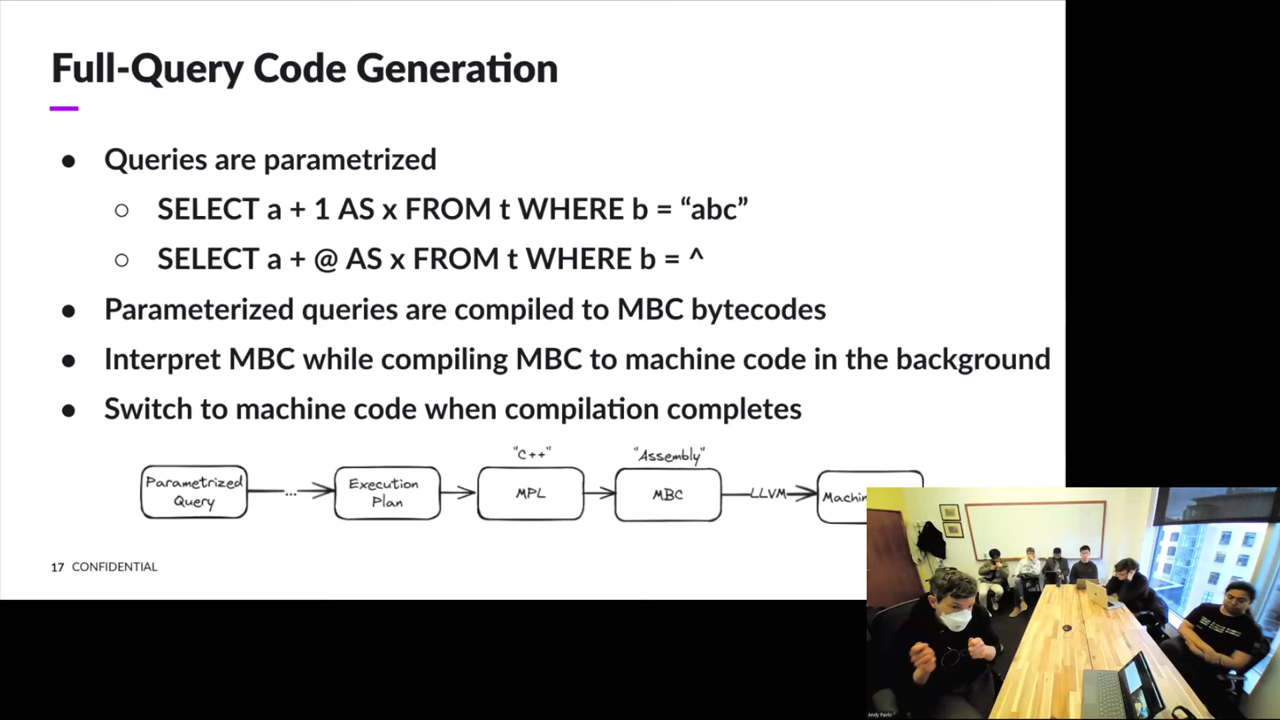 Full-Query Code Generation
● Queries are parametrized
○ SELECT a + 1 AS x FROM t WHERE b = “abc”
○ SELECT a + @ AS x FROM t WHERE b = ^
● Parameterized queries are compiled to MBC bytecodes
● Interpret MBC while compiling MBC to machine code in the background
● Switch to machine code when compilation completes
"C++"
"Assembly"
Parametrized
Query
...
Execution
Plan
MPL
MBC
LLVM
17 CONFIDENTIAL
Andy Pavlo